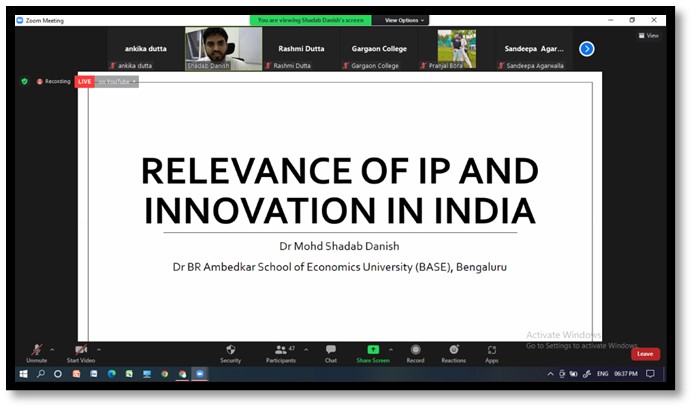 Zoom Meeting
You are viewing Shadab Danish's screen
View Options
View
ankika dutta
Rashmi Dutta
Gargaon College
Sandeepa Agar...
ankika dutta
Shadab Danish
Rashmi Dutta
Gargaon College
Pranjal Bora
Sandeepa Agarwalla
Recording
LIVE on YouTube
RELEVANCE OF IP AND
INNOVATION IN INDIA
Dr Mohd Shadab Danish
Dr BR Ambedkar School of Economics University (BASE), Bengaluru
Activate Windows
Go to Settings to activate Windows.
47
Unmute
Start Video
Security
Participants
Chat
Share Screen
Record
Reactions
Apps
Leave
ENG
06:37 PM